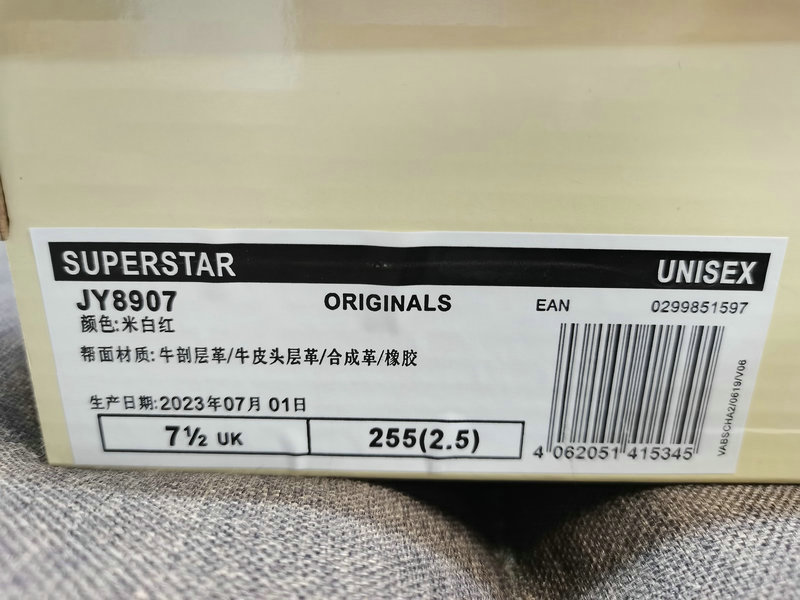 SUPERSTAR UNISEX
JY8907 ORIGINALS EAN 0299851597
颜色:米白红
帮面材质:牛剖层革/牛皮头层革/合成革/橡胶
生产日期:2023年07月 01日
7½ UK 255(2.5)
4 062051 415345
VABSCHA2/0619/V06